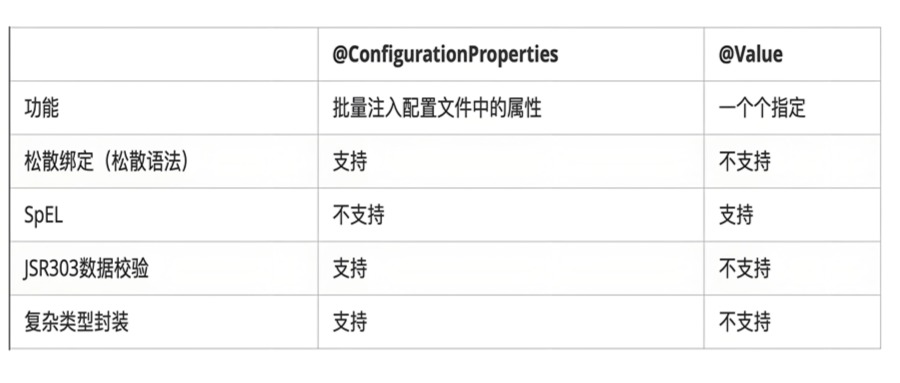 @ConfigurationProperties @Value
功能 批量注入配置文件中的属性 一个个指定
松散绑定（松散语法） 支持 不支持
SpEL 不支持 支持
JSR303数据校验 支持 不支持
复杂类型封装 支持 不支持